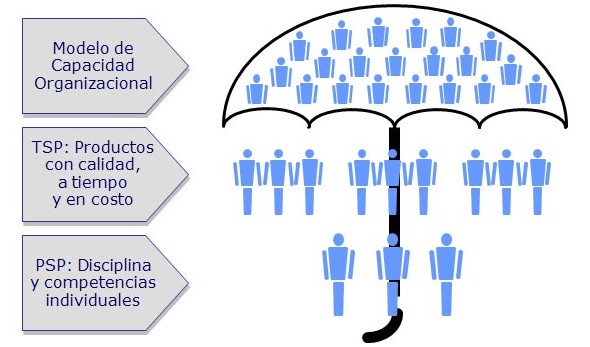 Modelo de
Capacidad
Organizacional
TSP: Productos
con calidad,
a tiempo
y en costo
PSP: Disciplina
y competencias
individuales